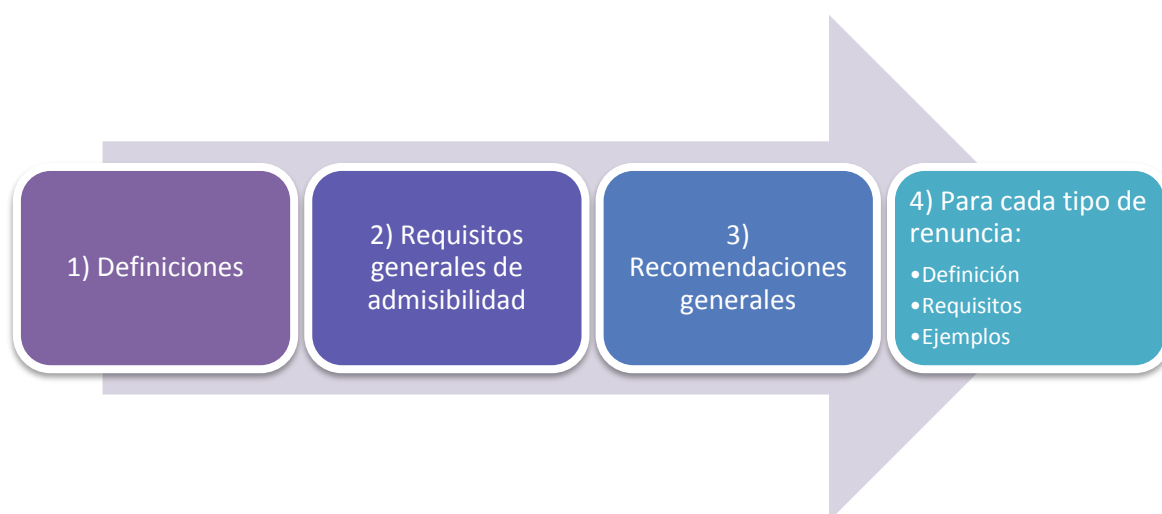 1) Definiciones
2) Requisitos
generales de
admisibilidad
3)
Recomendaciones
generales
4) Para cada tipo de
renuncia:
•Definición
•Requisitos
•Ejemplos